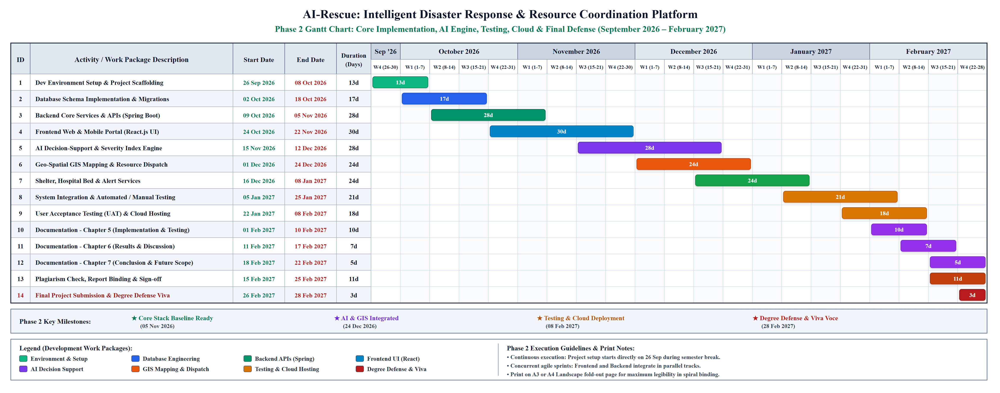 AI-Rescue: Intelligent Disaster Response & Resource Coordination Platform
Phase 2 Gantt Chart: Core Implementation, AI Engine, Testing, Cloud & Final Defense (September 2026 – February 2027)
ID Activity / Work Package Description Start Date End Date Duration (Days) Sep '26 October 2026 November 2026 December 2026 January 2027 February 2027
W4 (26-30) W1 (1-7) W2 (8-14) W3 (15-21) W4 (22-31) W1 (1-7) W2 (8-14) W3 (15-21) W4 (22-30) W1 (1-7) W2 (8-14) W3 (15-21) W4 (22-31) W1 (1-7) W2 (8-14) W3 (15-21) W4 (22-31) W1 (1-7) W2 (8-14) W3 (15-21) W4 (22-28)
1 Dev Environment Setup & Project Scaffolding 26 Sep 2026 08 Oct 2026 13d 13d
2 Database Schema Implementation & Migrations 02 Oct 2026 18 Oct 2026 17d 17d
3 Backend Core Services & APIs (Spring Boot) 09 Oct 2026 05 Nov 2026 28d 28d
4 Frontend Web & Mobile Portal (React.js UI) 24 Oct 2026 22 Nov 2026 30d 30d
5 AI Decision-Support & Severity Index Engine 15 Nov 2026 12 Dec 2026 28d 28d
6 Geo-Spatial GIS Mapping & Resource Dispatch 01 Dec 2026 24 Dec 2026 24d 24d
7 Shelter, Hospital Bed & Alert Services 16 Dec 2026 08 Jan 2027 24d 24d
8 System Integration & Automated / Manual Testing 05 Jan 2027 25 Jan 2027 21d 21d
9 User Acceptance Testing (UAT) & Cloud Hosting 22 Jan 2027 08 Feb 2027 18d 18d
10 Documentation - Chapter 5 (Implementation & Testing) 01 Feb 2027 10 Feb 2027 10d 10d
11 Documentation - Chapter 6 (Results & Discussion) 11 Feb 2027 17 Feb 2027 7d 7d
12 Documentation - Chapter 7 (Conclusion & Future Scope) 18 Feb 2027 22 Feb 2027 5d 5d
13 Plagiarism Check, Report Binding & Sign-off 15 Feb 2027 25 Feb 2027 11d 11d
14 Final Project Submission & Degree Defense Viva 26 Feb 2027 28 Feb 2027 3d 3d
Phase 2 Key Milestones: ★ Core Stack Baseline Ready ★ AI & GIS Integrated ★ Testing & Cloud Deployment ★ Degree Defense & Viva Voce
(05 Nov 2026) (24 Dec 2026) (08 Feb 2027) (28 Feb 2027)
Legend (Development Work Packages):
Environment & Setup Database Engineering Backend APIs (Spring) Frontend UI (React)
AI Decision Support GIS Mapping & Dispatch Testing & Cloud Hosting Degree Defense & Viva
Phase 2 Execution Guidelines & Print Notes:
• Continuous execution: Project setup starts directly on 26 Sep during semester break.
• Concurrent agile sprints: Frontend and Backend integrate in parallel tracks.
• Print on A3 or A4 Landscape fold-out page for maximum legibility in spiral binding.